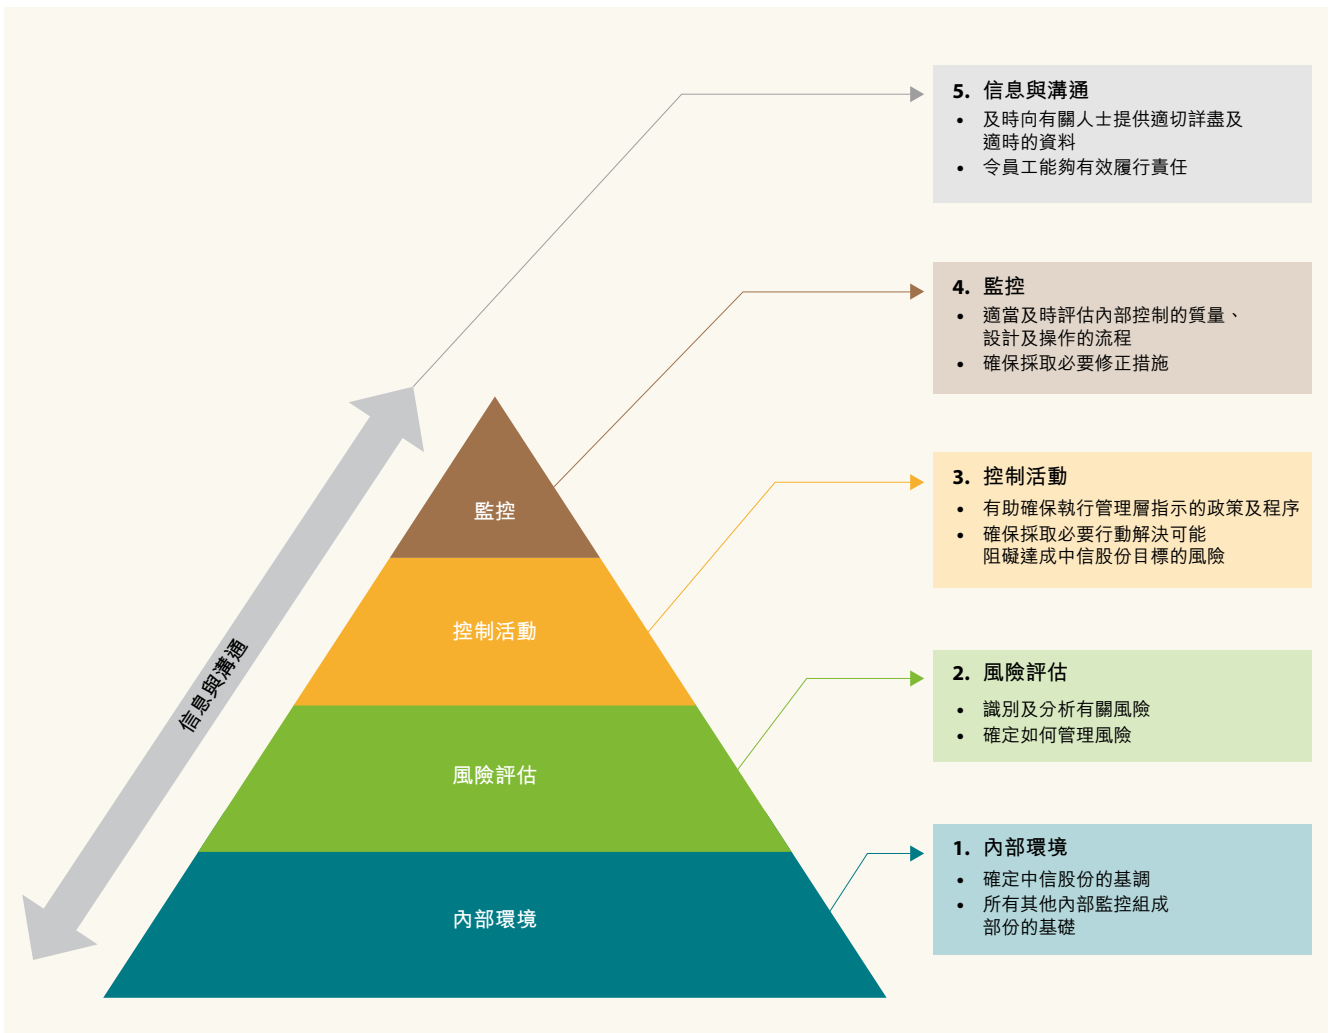 5. 信息與溝通
• 及時向有關人士提供適切詳盡及
適時的資料
• 令員工能夠有效履行責任
4. 監控
• 適當及時評估內部控制的質量、
設計及操作的流程
• 確保採取必要修正措施
3. 控制活動
• 有助確保執行管理層指示的政策及程序
• 確保採取必要行動解決可能
阻礙達成中信股份目標的風險
2. 風險評估
• 識別及分析有關風險
• 確定如何管理風險
1. 內部環境
• 確定中信股份的基調
• 所有其他內部監控組成
部份的基礎
信息與溝通
監控
控制活動
風險評估
內部環境